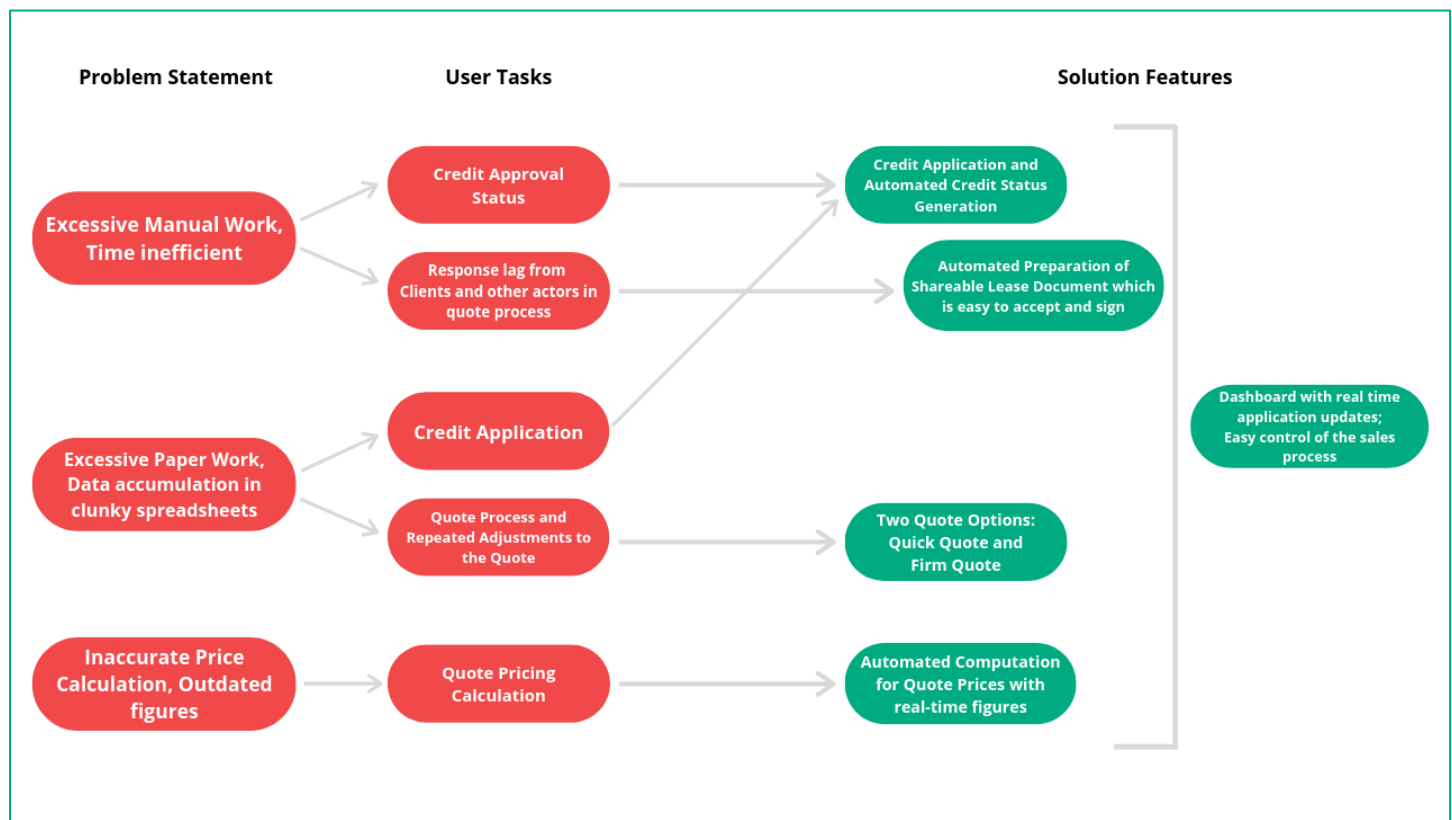 Problem Statement
User Tasks
Solution Features
Excessive Manual Work,
Time inefficient
Credit Approval
Status
Credit Application and
Automated Credit Status
Generation
Response lag from
Clients and other actors in
quote process
Automated Preparation of
Shareable Lease Document which
is easy to accept and sign
Excessive Paper Work,
Data accumulation in
clunky spreadsheets
Credit Application
Quote Process and
Repeated Adjustments to
the Quote
Two Quote Options:
Quick Quote and
Firm Quote
Inaccurate Price
Calculation, Outdated
figures
Quote Pricing
Calculation
Automated Computation
for Quote Prices with
real-time figures
Dashboard with real time
application updates;
Easy control of the sales
process